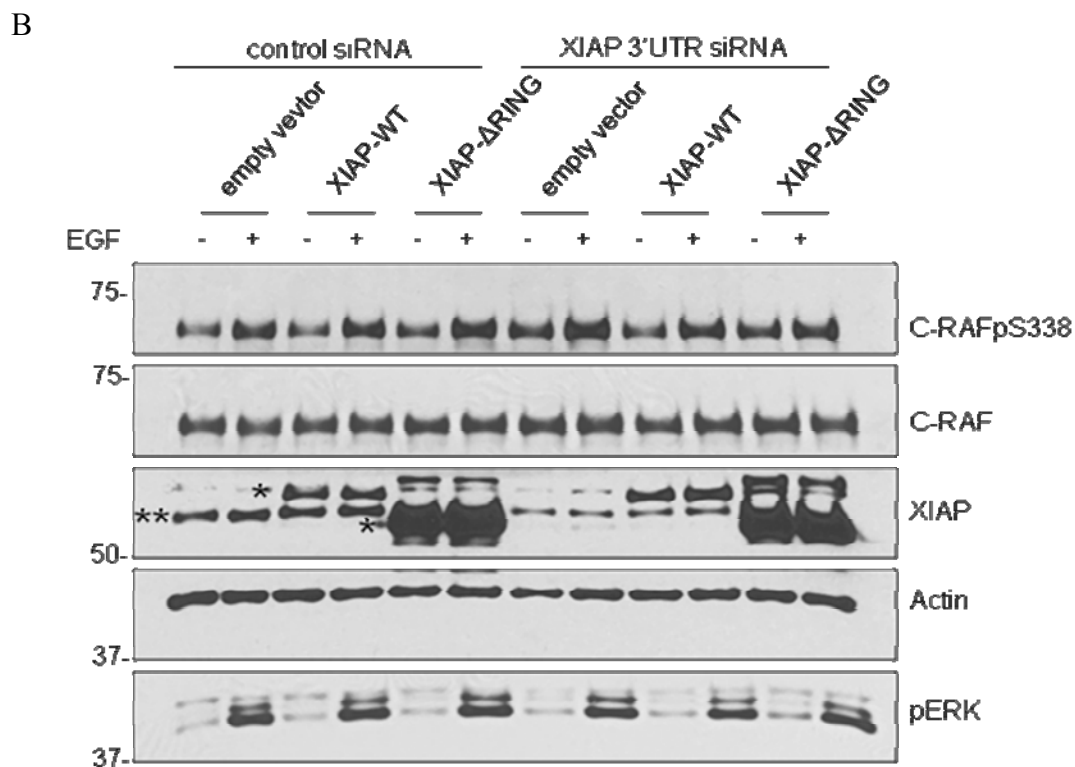 B
control siRNA XIAP 3'UTR siRNA
empty vevtor XIAP-WT XIAP-ΔRING empty vector XIAP-WT XIAP-ΔRING
EGF - + - + - + - + - + - +
75-
C-RAFpS338
75-
C-RAF
*
** XIAP
*
50-
Actin
37-
pERK
37-